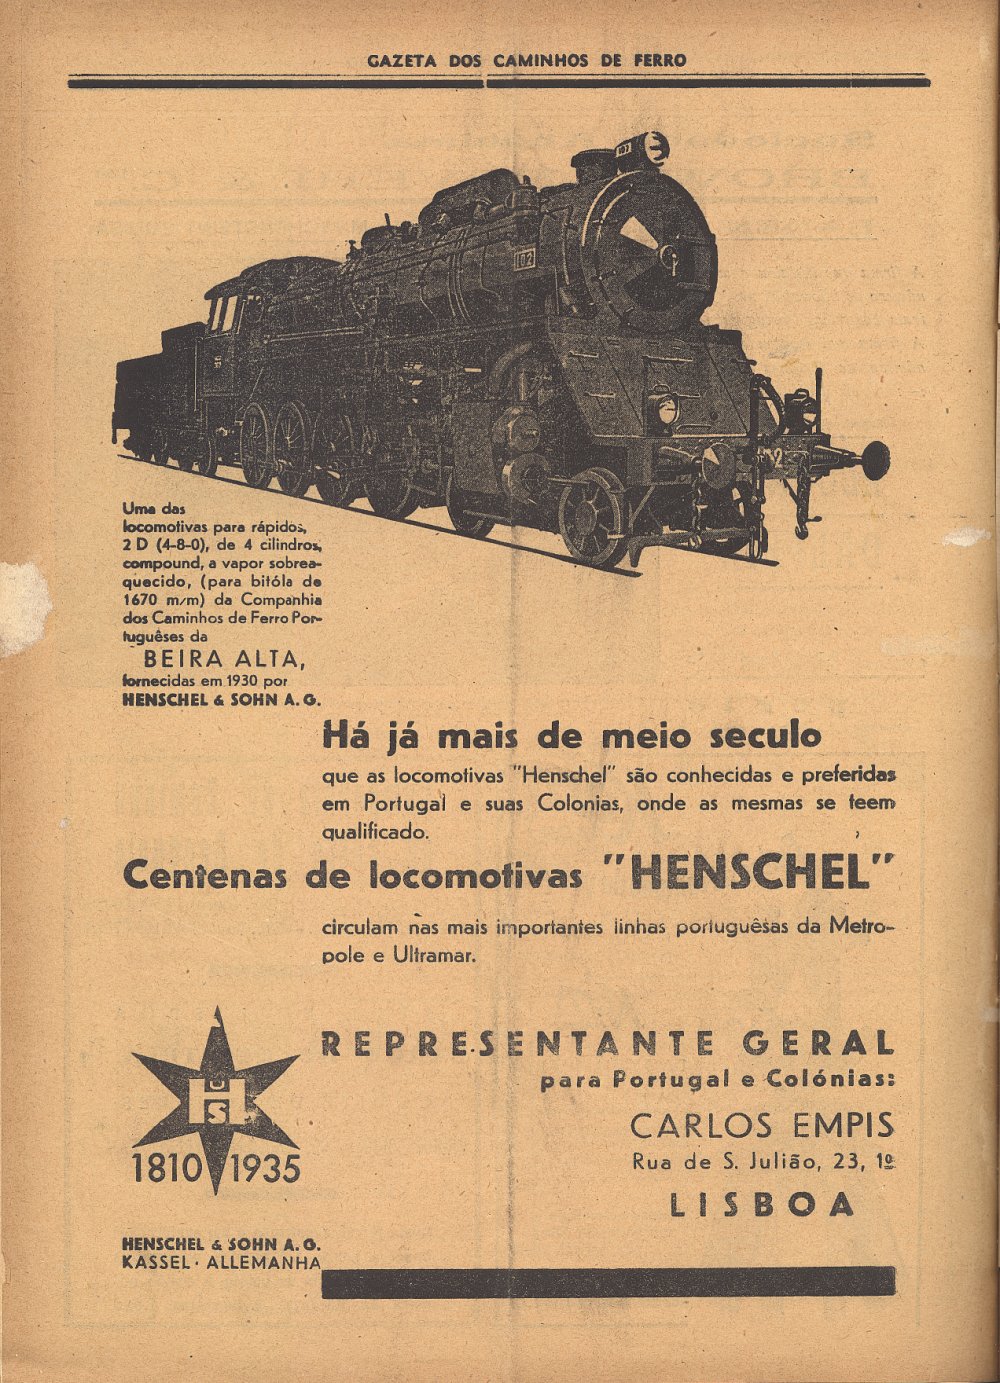 GAZETA DOS CAMINHOS DE FERRO
102
102
Uma das
locomotivas para rápidos,
2 D (4-8-0), de 4 cilindros,
compound, a vapor sobrea-
quecido, (para bitóla de
1670 m/m) da Companhia
dos Caminhos de Ferro Por-
tuguêses da
BEIRA ALTA,
fornecidas em 1930 por
HENSCHEL & SOHN A. G.
Há já mais de meio seculo
que as locomotivas "Henschel" são conhecidas e preferidas
em Portugal e suas Colonias, onde as mesmas se teem
qualificado.
Centenas de locomotivas "HENSCHEL"
circulam nas mais importantes linhas portuguêsas da Metro-
pole e Ultramar.
REPRESENTANTE GERAL
para Portugal e Colónias:
CARLOS EMPIS
Rua de S. Julião, 23, 1º
LISBOA
HUS
1810 1935
HENSCHEL & SOHN A. G.
KASSEL · ALLEMANHA